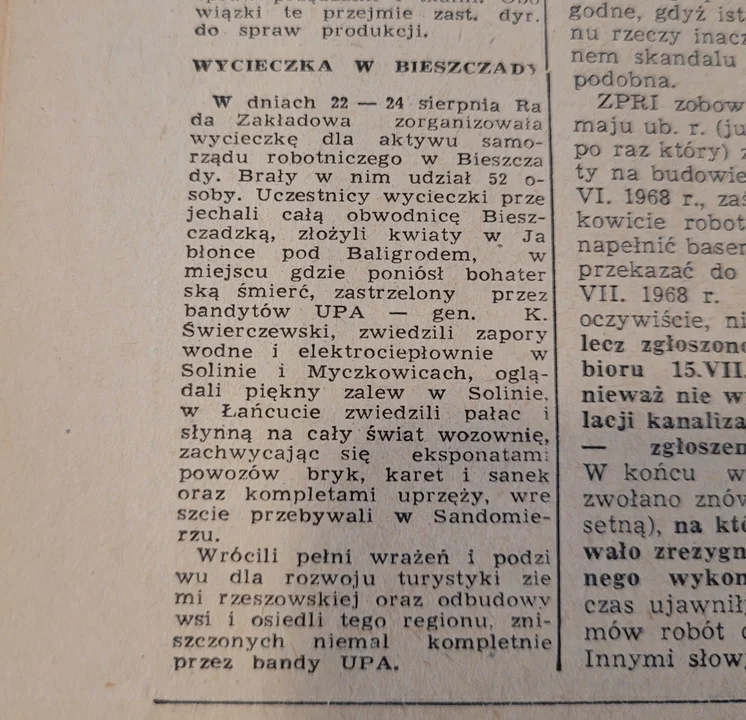 wiązki te przejmie zast. dyr.
do spraw produkcji.
WYCIECZKA W BIESZCZADY
W dniach 22 — 24 sierpnia Ra
da Zakładowa zorganizowała
wycieczkę dla aktywu samo-
rządu robotniczego w Bieszcza
dy. Brały w nim udział 52 o-
soby. Uczestnicy wycieczki prze
jechali całą obwodnicę Biesz-
czadzką, złożyli kwiaty w Ja
błonce pod Baligrodem, w
miejscu gdzie poniósł bohater
ską śmierć, zastrzelony przez
bandytów UPA — gen. K.
Świerczewski, zwiedzili zapory
wodne i elektrociepłownie w
Solinie i Myczkowicach, oglą-
dali piękny zalew w Solinie,
w Łańcucie zwiedzili pałac i
słynną na cały świat wozownię,
zachwycając się eksponatami
powozów bryk, karet i sanek
oraz kompletami uprzęży, wre
szcie przebywali w Sandomie-
rzu.
Wrócili pełni wrażeń i podzi
wu dla rozwoju turystyki zie
mi rzeszowskiej oraz odbudowy
wsi i osiedli tego regionu, zni-
szczonych niemal kompletnie
przez bandy UPA.
godne, gdyż ist
nu rzeczy inacz
nem skandalu
podobna.
ZPRI zobow
maju ub. r. (ju
po raz który) z
ty na budowie
VI. 1968 r., zaś
kowicie robot
napełnić baser
przekazać do
VII. 1968 r.
oczywiście, ni
lecz zgłoszono
bioru 15.VII.
nieważ nie w
lacji kanaliza
— zgłoszen
W końcu w
zwołano znów
setną), na któ
wało zrezygn
nego wykon
czas ujawnił
mów robót
Innymi słow